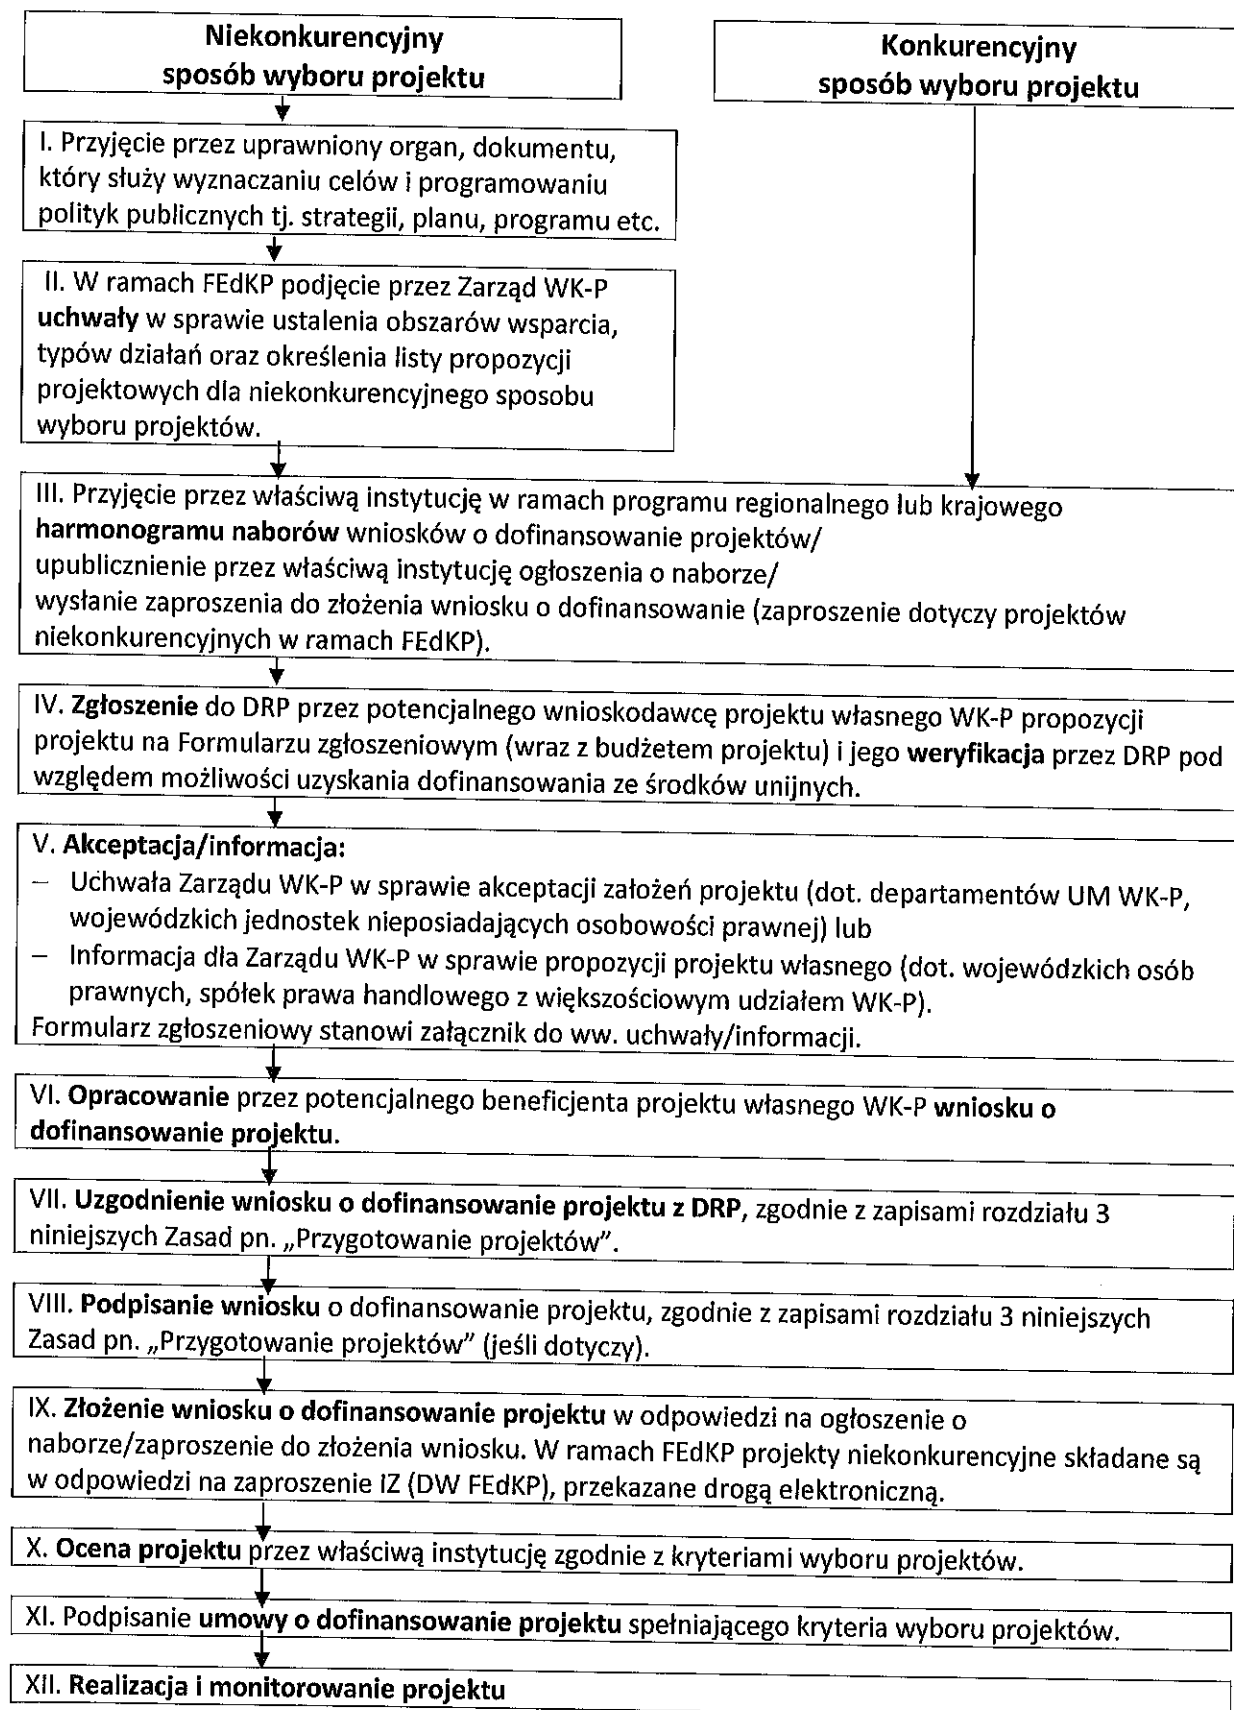 Niekonkurencyjny
sposób wyboru projektu
Konkurencyjny
sposób wyboru projektu
I. Przyjęcie przez uprawniony organ, dokumentu,
który służy wyznaczaniu celów i programowaniu
polityk publicznych tj. strategii, planu, programu etc.
II. W ramach FEdKP podjęcie przez Zarząd WK-P
uchwały w sprawie ustalenia obszarów wsparcia,
typów działań oraz określenia listy propozycji
projektowych dla niekonkurencyjnego sposobu
wyboru projektów.
III. Przyjęcie przez właściwą instytucję w ramach programu regionalnego lub krajowego
harmonogramu naborów wniosków o dofinansowanie projektów/
upublicznienie przez właściwą instytucję ogłoszenia o naborze/
wysłanie zaproszenia do złożenia wniosku o dofinansowanie (zaproszenie dotyczy projektów
niekonkurencyjnych w ramach FEdKP).
IV. Zgłoszenie do DRP przez potencjalnego wnioskodawcę projektu własnego WK-P propozycji
projektu na Formularzu zgłoszeniowym (wraz z budżetem projektu) i jego weryfikacja przez DRP pod
względem możliwości uzyskania dofinansowania ze środków unijnych.
V. Akceptacja/informacja:
– Uchwała Zarządu WK-P w sprawie akceptacji założeń projektu (dot. departamentów UM WK-P,
wojewódzkich jednostek nieposiadających osobowości prawnej) lub
– Informacja dla Zarządu WK-P w sprawie propozycji projektu własnego (dot. wojewódzkich osób
prawnych, spółek prawa handlowego z większościowym udziałem WK-P).
Formularz zgłoszeniowy stanowi załącznik do ww. uchwały/informacji.
VI. Opracowanie przez potencjalnego beneficjenta projektu własnego WK-P wniosku o
dofinansowanie projektu.
VII. Uzgodnienie wniosku o dofinansowanie projektu z DRP, zgodnie z zapisami rozdziału 3
niniejszych Zasad pn. „Przygotowanie projektów”.
VIII. Podpisanie wniosku o dofinansowanie projektu, zgodnie z zapisami rozdziału 3 niniejszych
Zasad pn. „Przygotowanie projektów” (jeśli dotyczy).
IX. Złożenie wniosku o dofinansowanie projektu w odpowiedzi na ogłoszenie o
naborze/zaproszenie do złożenia wniosku. W ramach FEdKP projekty niekonkurencyjne składane są
w odpowiedzi na zaproszenie IZ (DW FEdKP), przekazane drogą elektroniczną.
X. Ocena projektu przez właściwą instytucję zgodnie z kryteriami wyboru projektów.
XI. Podpisanie umowy o dofinansowanie projektu spełniającego kryteria wyboru projektów.
XII. Realizacja i monitorowanie projektu